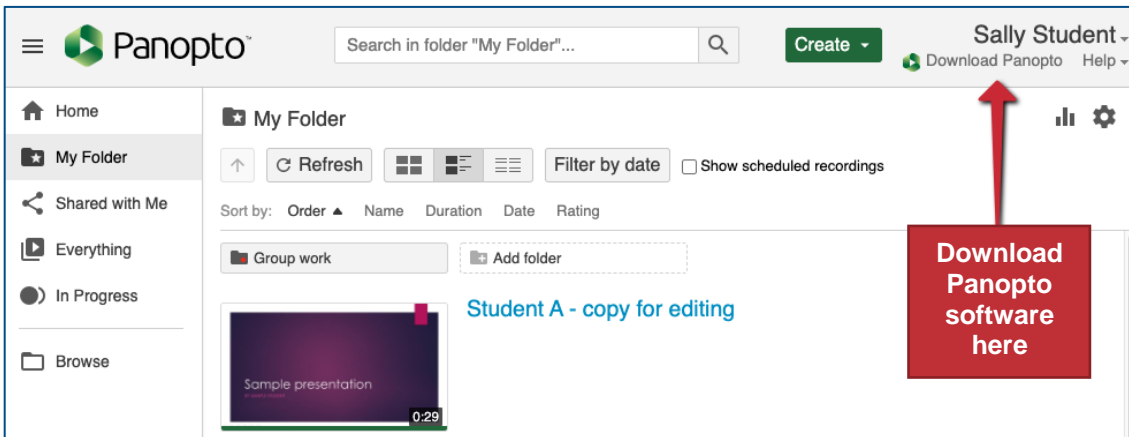 Panopto™
Search in folder "My Folder"...
Create
Sally Student
Download Panopto Help
Home
My Folder
Shared with Me
Everything
In Progress
Browse
My Folder
Refresh
Filter by date
Show scheduled recordings
Sort by: Order ▲ Name Duration Date Rating
Group work
Add folder
Student A - copy for editing
Sample presentation
0:29
Download
Panopto
software
here